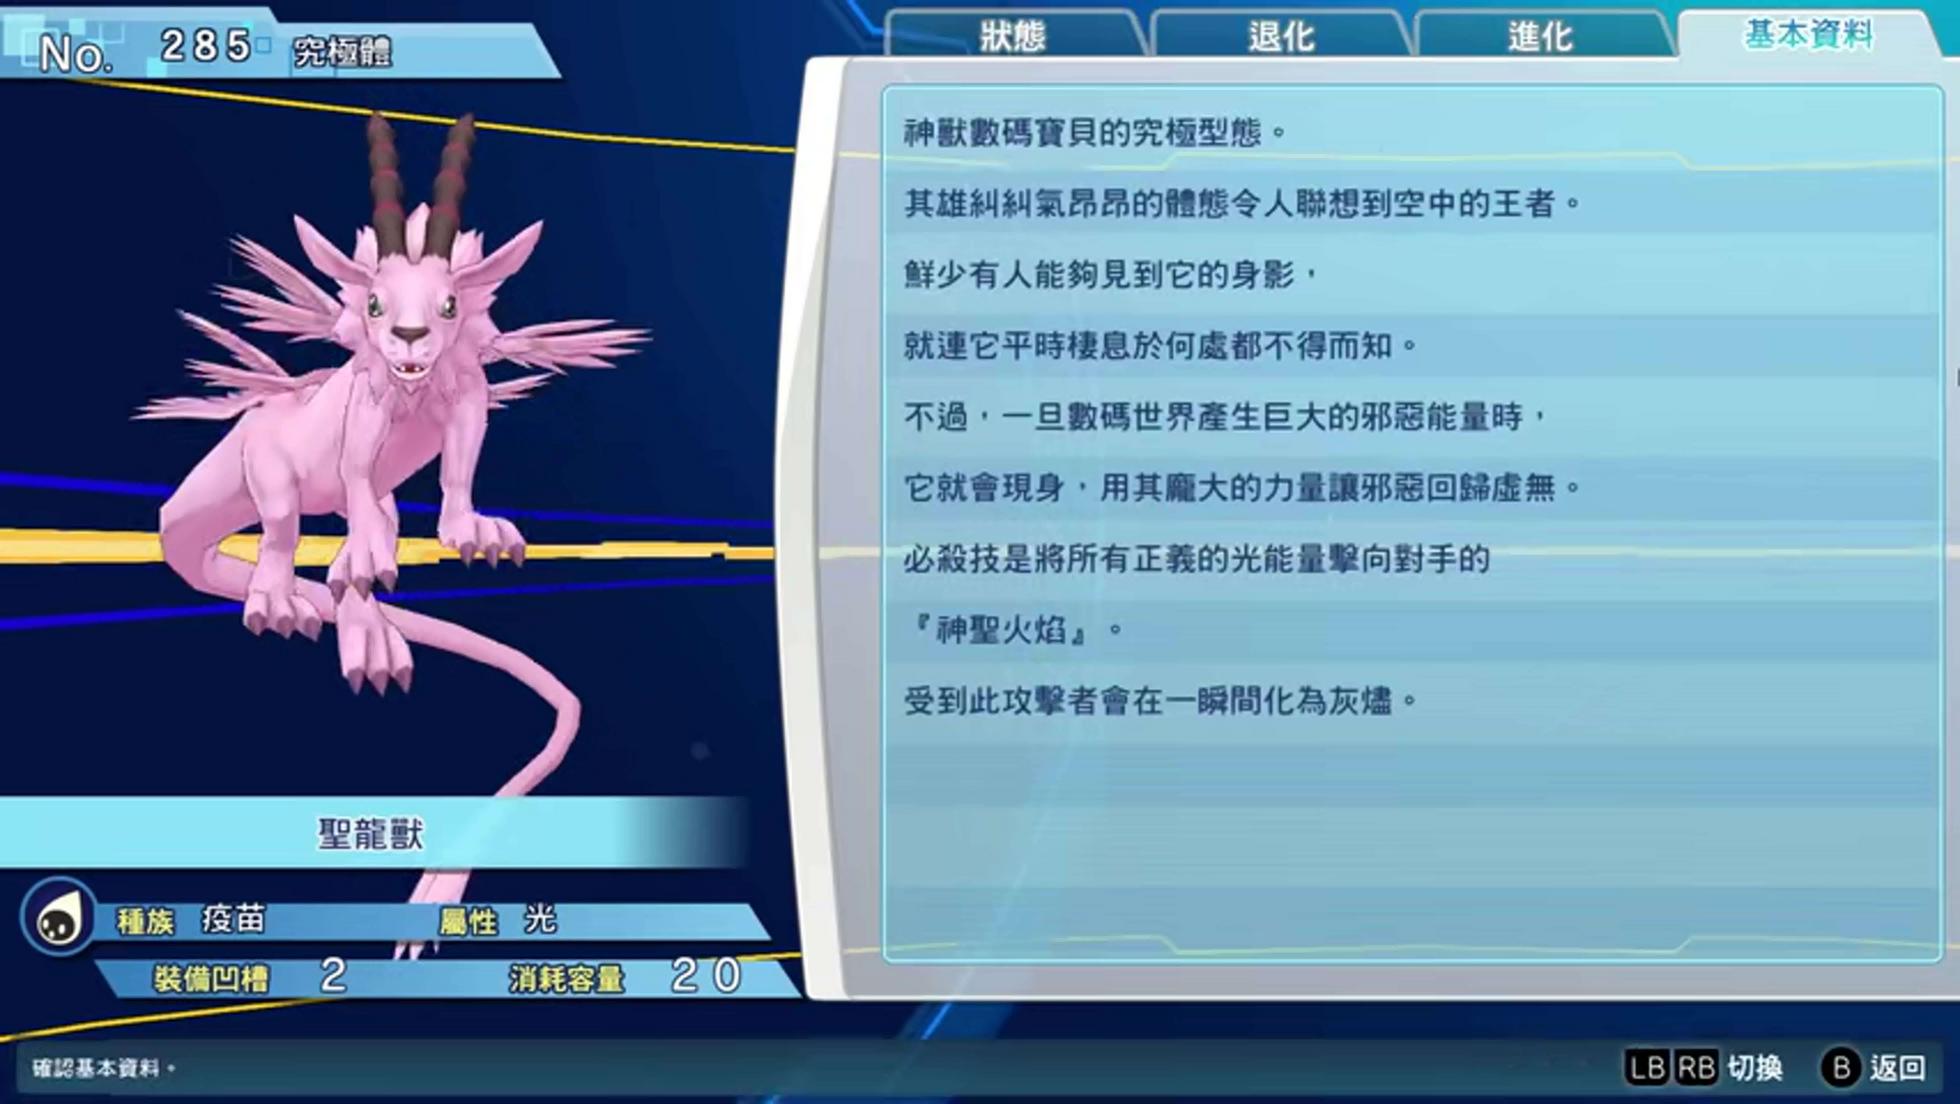 No. 285 究極體
狀態 退化 進化 基本資料
神獸數碼寶貝的究極型態。
其雄糾糾氣昂昂的體態令人聯想到空中的王者。
鮮少有人能夠見到它的身影，
就連它平時棲息於何處都不得而知。
不過，一旦數碼世界產生巨大的邪惡能量時，
它就會現身，用其龐大的力量讓邪惡回歸虛無。
必殺技是將所有正義的光能量擊向對手的
『神聖火焰』。
受到此攻擊者會在一瞬間化為灰燼。
聖龍獸
種族 疫苗 屬性 光
裝備凹槽 2 消耗容量 20
確認基本資料。
LB RB 切換 B 返回